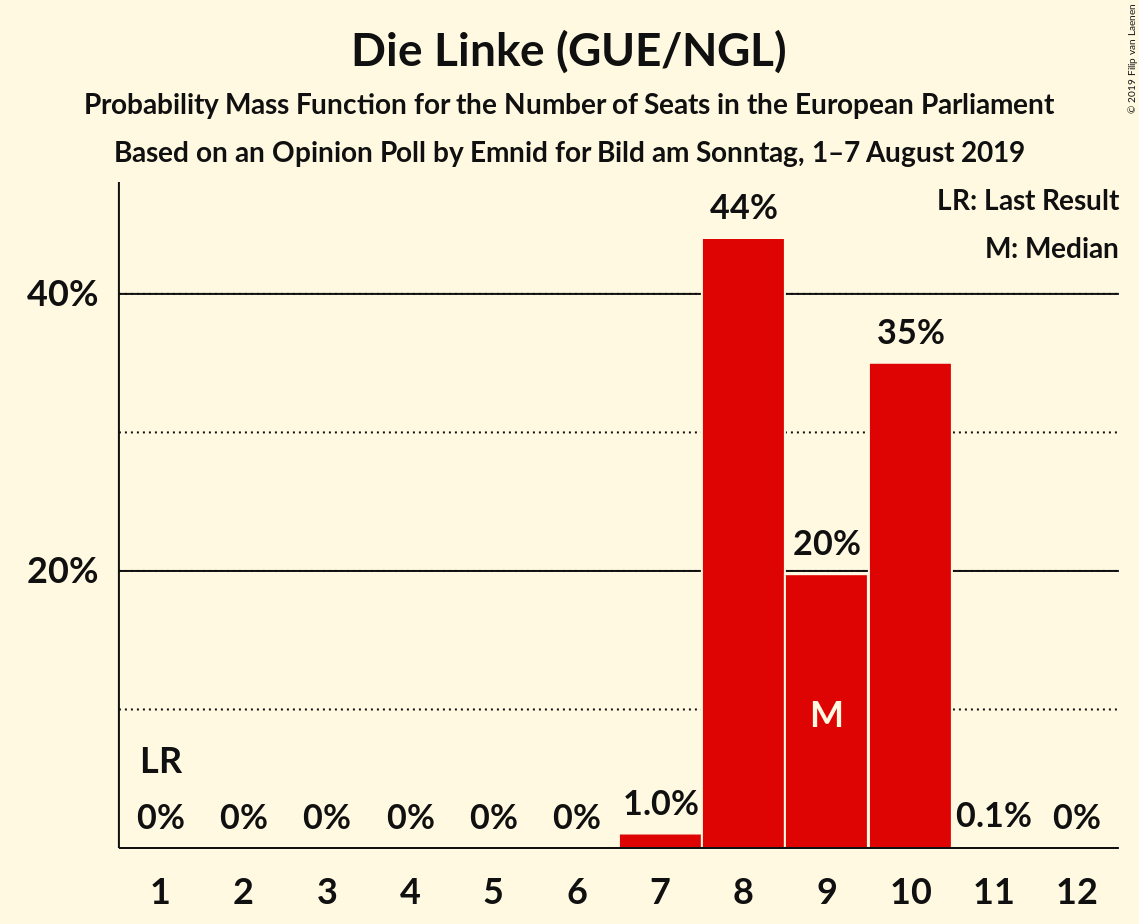 Die Linke (GUE/NGL)
Probability Mass Function for the Number of Seats in the European Parliament
Based on an Opinion Poll by Emnid for Bild am Sonntag, 1–7 August 2019
© 2019 Filip van Laenen
LR: Last Result
M: Median
44%
40%
35%
20%
20%
M
LR
0% 0% 0% 0% 0% 0% 1.0% 0.1% 0%
1 2 3 4 5 6 7 8 9 10 11 12